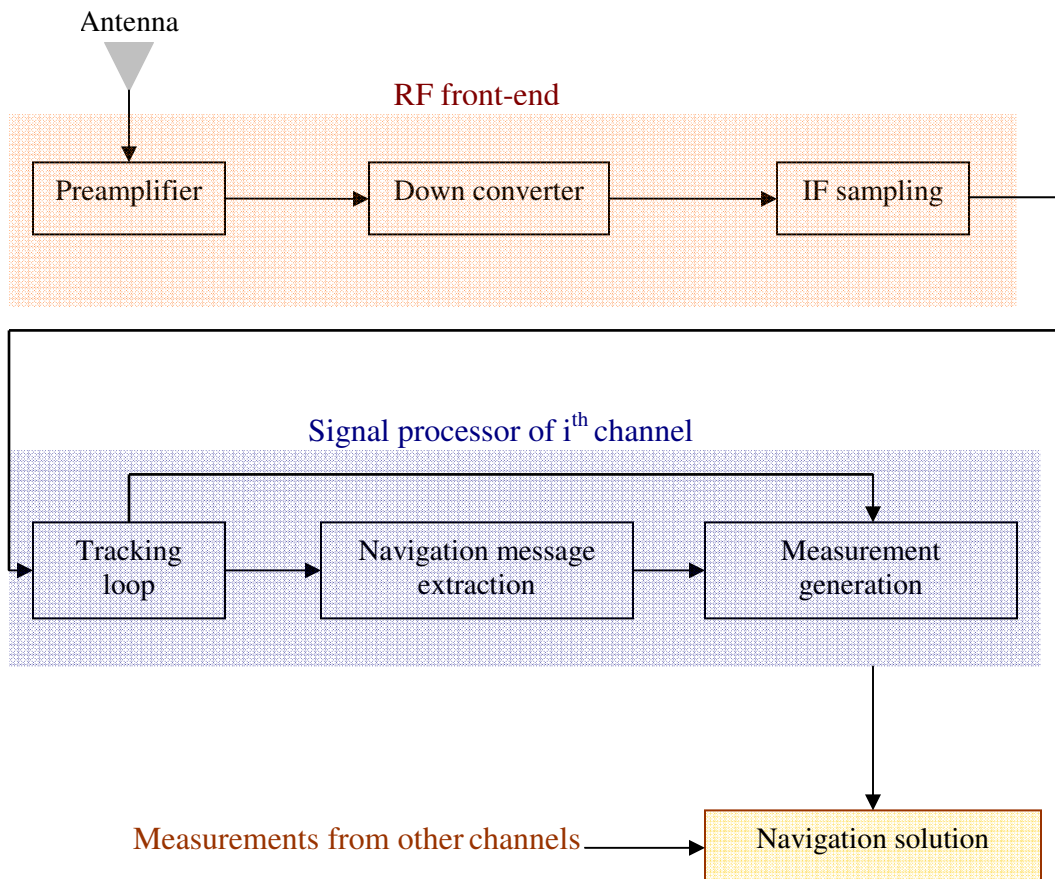 Antenna
RF front-end
Preamplifier
Down converter
IF sampling
Signal processor of i^th channel
Tracking
loop
Navigation message
extraction
Measurement
generation
Measurements from other channels
Navigation solution